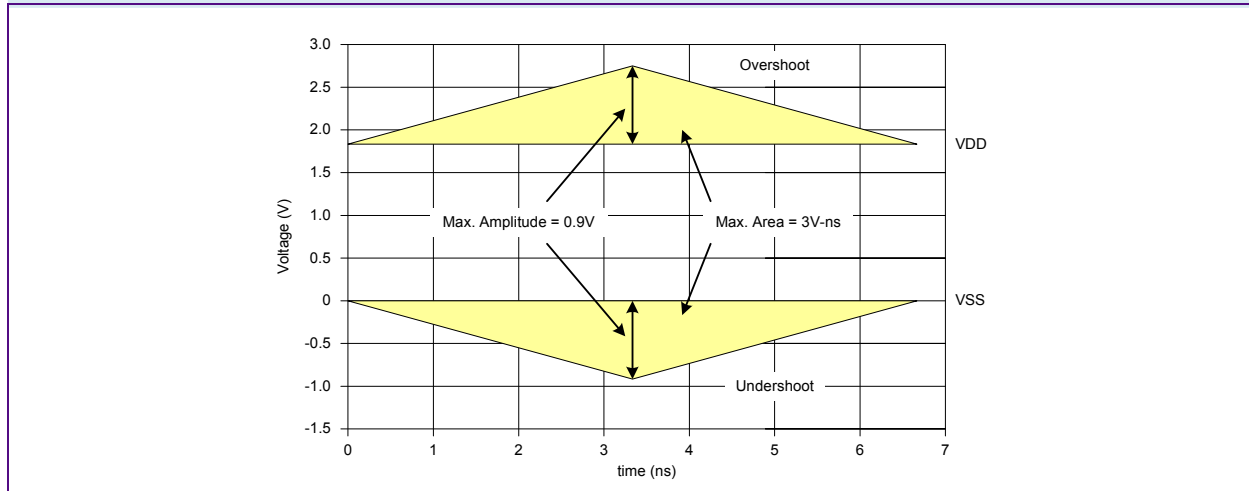 3.0
Overshoot
2.5
2.0
VDD
1.5
1.0
Max. Amplitude = 0.9V
Max. Area = 3V-ns
Voltage (V)
0.5
0
VSS
-0.5
-1.0
Undershoot
-1.5
0 1 2 3 4 5 6 7
time (ns)